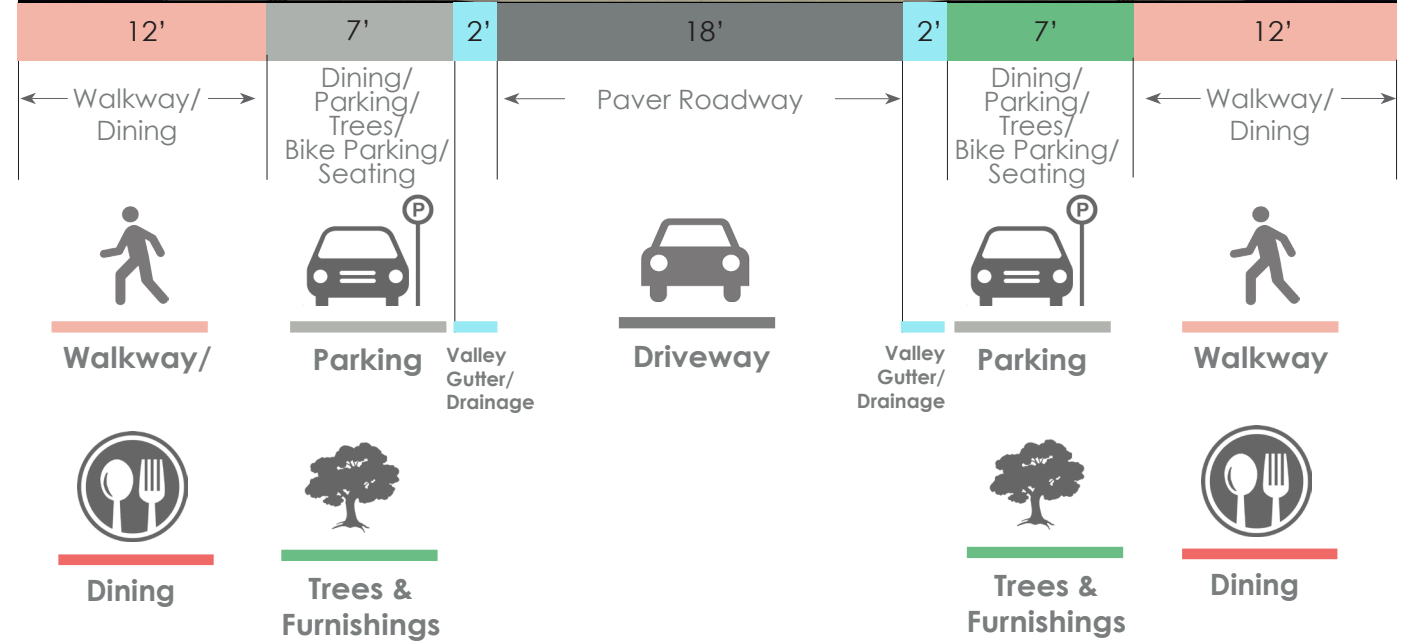 12’ 7’ 2’ 18’ 2’ 7’ 12’
Walkway/
Dining
Dining/
Parking/
Trees/
Bike Parking/
Seating
Paver Roadway
Dining/
Parking/
Trees/
Bike Parking/
Seating
Walkway/
Dining
P
P
Walkway/
Parking
Valley
Gutter/
Drainage
Driveway
Valley
Gutter/
Drainage
Parking
Walkway
Dining
Trees &
Furnishings
Trees &
Furnishings
Dining